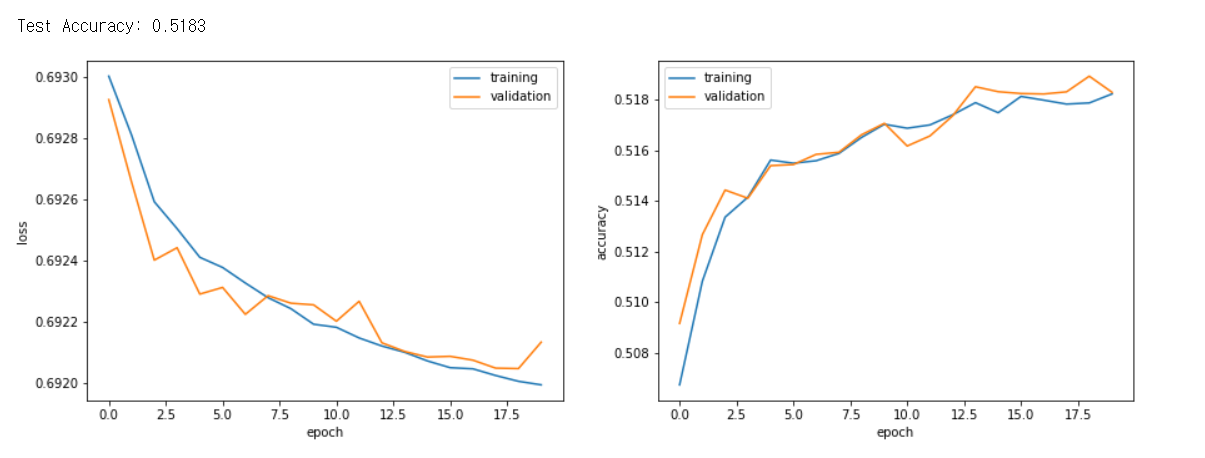 Test Accuracy: 0.5183
training
validation
0.6930
0.6928
0.6926
0.6924
0.6922
0.6920
loss
0.0 2.5 5.0 7.5 10.0 12.5 15.0 17.5
epoch
training
validation
0.518
0.516
0.514
0.512
0.510
0.508
accuracy
0.0 2.5 5.0 7.5 10.0 12.5 15.0 17.5
epoch